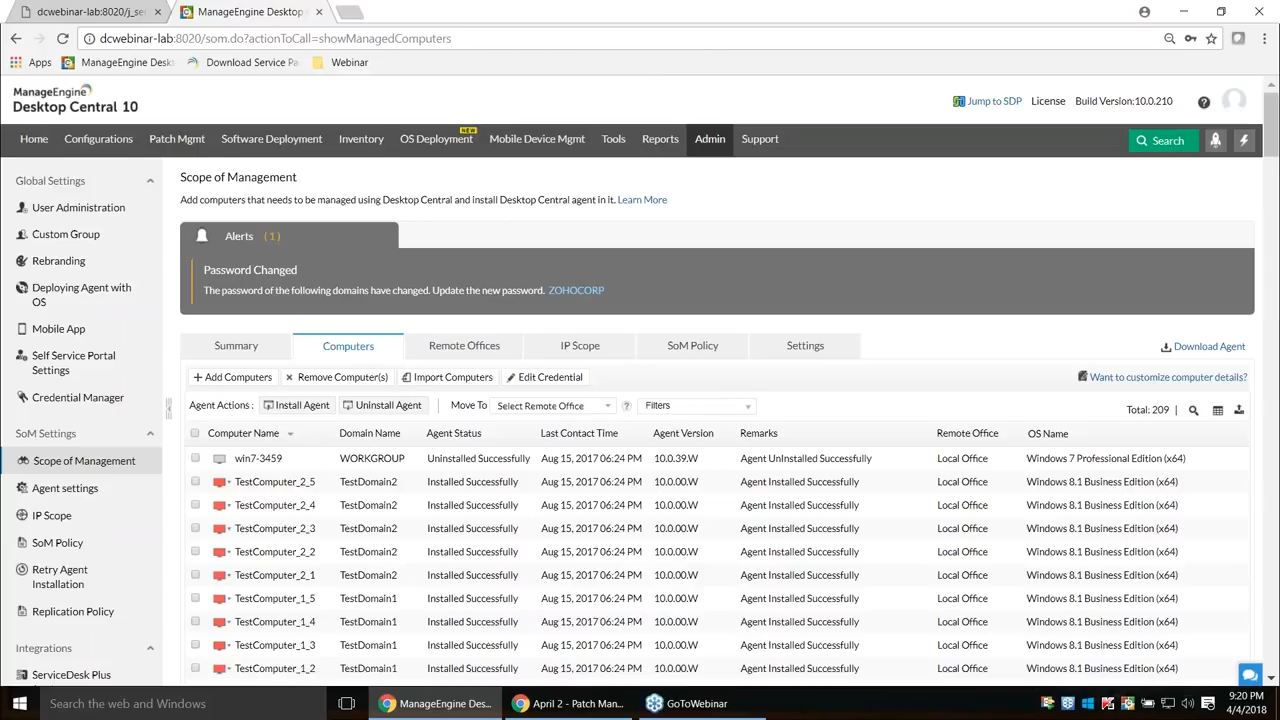 dcwebinar-lab:8020/j_se
ManageEngine Desktop
dcwebinar-lab:8020/som.do?actionToCall=showManagedComputers
Apps
ManageEngine Desk
Download Service Pa
Webinar
ManageEngine
Desktop Central 10
Jump to SDP
License
Build Version:10.0.210
Home
Configurations
Patch Mgmt
Software Deployment
Inventory
OS Deployment
NEW
Mobile Device Mgmt
Tools
Reports
Admin
Support
Search
Global Settings
User Administration
Custom Group
Rebranding
Deploying Agent with
OS
Mobile App
Self Service Portal
Settings
Credential Manager
SoM Settings
Scope of Management
Agent settings
IP Scope
SoM Policy
Retry Agent
Installation
Replication Policy
Integrations
ServiceDesk Plus
Scope of Management
Add computers that needs to be managed using Desktop Central and install Desktop Central agent in it. Learn More
Alerts (1)
Password Changed
The password of the following domains have changed. Update the new password. ZOHOCORP
Summary
Computers
Remote Offices
IP Scope
SoM Policy
Settings
Download Agent
+ Add Computers
Remove Computer(s)
Import Computers
Edit Credential
Want to customize computer details?
Agent Actions :
Install Agent
Uninstall Agent
Move To
Select Remote Office
?
Filters
Total: 209
Computer Name Domain Name Agent Status Last Contact Time Agent Version Remarks Remote Office OS Name
win7-3459 WORKGROUP Uninstalled Successfully Aug 15, 2017 06:24 PM 10.0.39.W Agent UnInstalled Successfully Local Office Windows 7 Professional Edition (x64)
TestComputer_2_5 TestDomain2 Installed Successfully Aug 15, 2017 06:24 PM 10.0.00.W Agent Installed Successfully Local Office Windows 8.1 Business Edition (x64)
TestComputer_2_4 TestDomain2 Installed Successfully Aug 15, 2017 06:24 PM 10.0.00.W Agent Installed Successfully Local Office Windows 8.1 Business Edition (x64)
TestComputer_2_3 TestDomain2 Installed Successfully Aug 15, 2017 06:24 PM 10.0.00.W Agent Installed Successfully Local Office Windows 8.1 Business Edition (x64)
TestComputer_2_2 TestDomain2 Installed Successfully Aug 15, 2017 06:24 PM 10.0.00.W Agent Installed Successfully Local Office Windows 8.1 Business Edition (x64)
TestComputer_2_1 TestDomain2 Installed Successfully Aug 15, 2017 06:24 PM 10.0.00.W Agent Installed Successfully Local Office Windows 8.1 Business Edition (x64)
TestComputer_1_5 TestDomain1 Installed Successfully Aug 15, 2017 06:24 PM 10.0.00.W Agent Installed Successfully Local Office Windows 8.1 Business Edition (x64)
TestComputer_1_4 TestDomain1 Installed Successfully Aug 15, 2017 06:24 PM 10.0.00.W Agent Installed Successfully Local Office Windows 8.1 Business Edition (x64)
TestComputer_1_3 TestDomain1 Installed Successfully Aug 15, 2017 06:24 PM 10.0.00.W Agent Installed Successfully Local Office Windows 8.1 Business Edition (x64)
TestComputer_1_2 TestDomain1 Installed Successfully Aug 15, 2017 06:24 PM 10.0.00.W Agent Installed Successfully Local Office Windows 8.1 Business Edition (x64)
Search the web and Windows
ManageEngine Des...
April 2 - Patch Man...
GoToWebinar
9:20 PM
4/4/2018